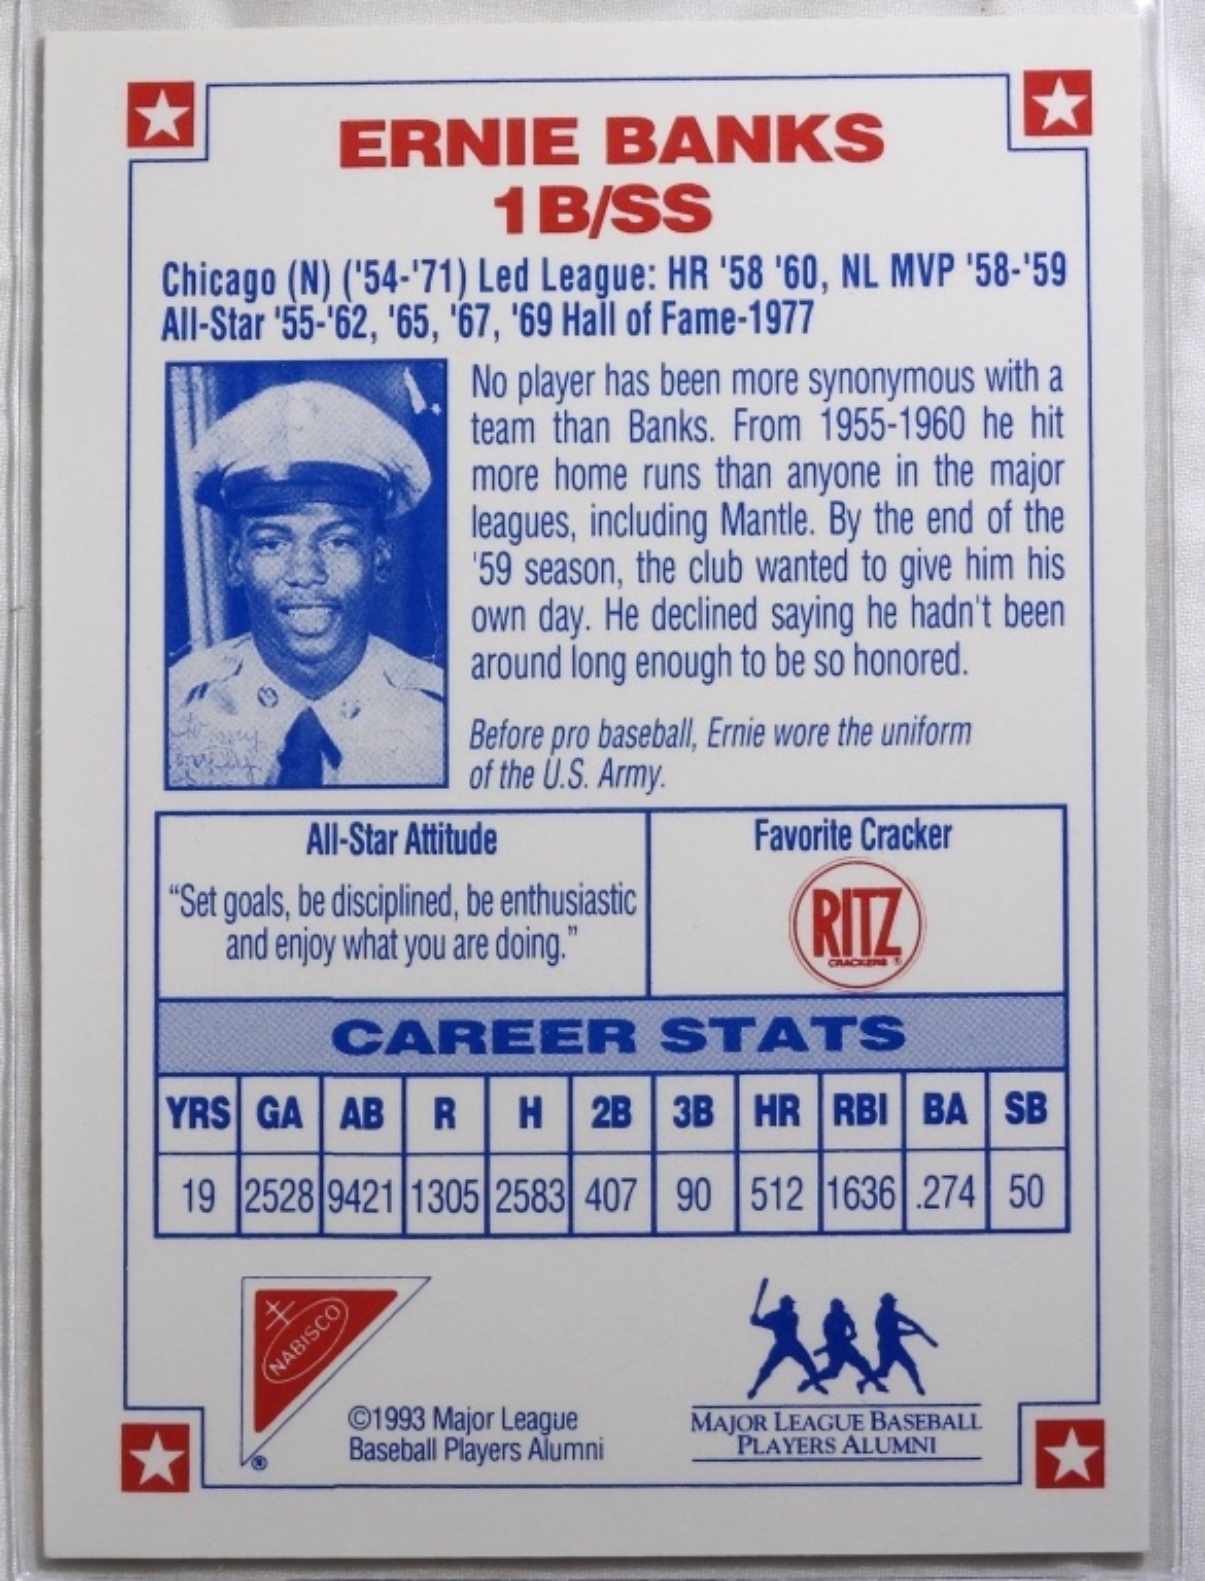 ERNIE BANKS
1B/SS
Chicago (N) ('54-'71) Led League: HR '58 '60, NL MVP '58-'59
All-Star '55-'62, '65, '67, '69 Hall of Fame-1977
No player has been more synonymous with a
team than Banks. From 1955-1960 he hit
more home runs than anyone in the major
leagues, including Mantle. By the end of the
'59 season, the club wanted to give him his
own day. He declined saying he hadn't been
around long enough to be so honored.
Before pro baseball, Ernie wore the uniform
of the U.S. Army.
All-Star Attitude
“Set goals, be disciplined, be enthusiastic
and enjoy what you are doing.”
Favorite Cracker
RITZ
CRACKERS ®
CAREER STATS
YRS GA AB R H 2B 3B HR RBI BA SB
19 2528 9421 1305 2583 407 90 512 1636 .274 50
NABISCO
®
©1993 Major League
Baseball Players Alumni
MAJOR LEAGUE BASEBALL
PLAYERS ALUMNI